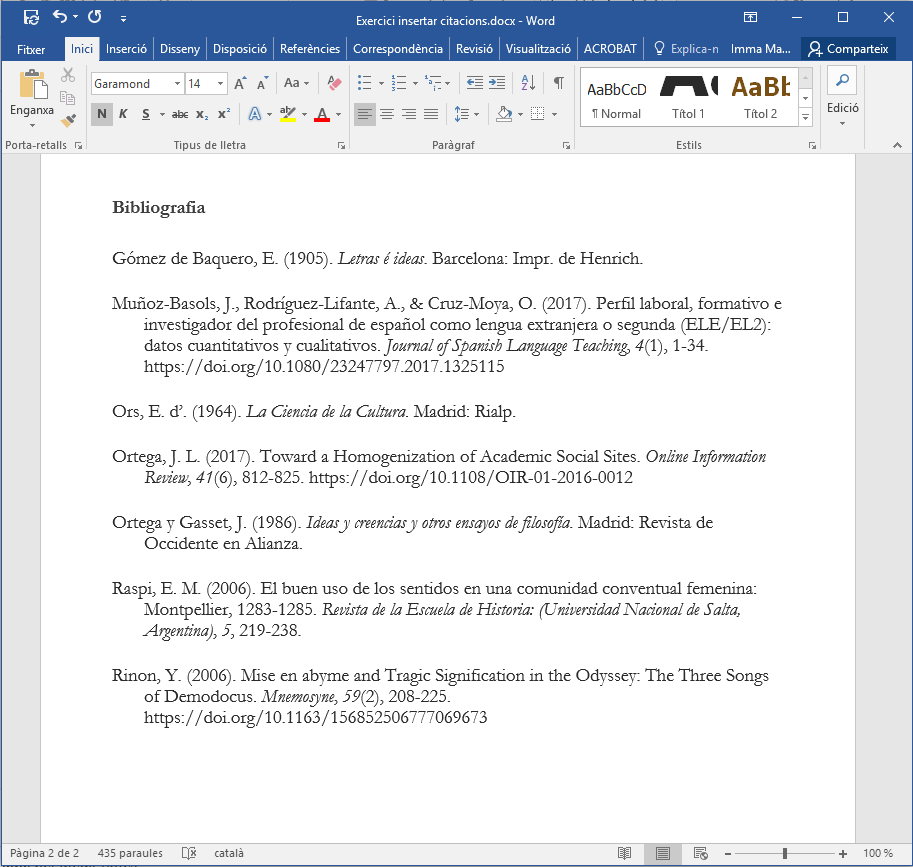 Exercici insertar citacions.docx - Word
Fitxer Inici Inserció Disseny Disposició Referències Correspondència Revisió Visualització ACROBAT Explica-n Imma Ma... Comparteix
Garamond 14 Aa
AaBbCcD AaBb
Enganxa
N K S abc x₂ x²
¶ Normal Títol 1 Títol 2
Edició
Porta-retalls Tipus de lletra Paràgraf Estils
Bibliografia
Gómez de Baquero, E. (1905). Letras é ideas. Barcelona: Impr. de Henrich.
Muñoz-Basols, J., Rodríguez-Lifante, A., & Cruz-Moya, O. (2017). Perfil laboral, formativo e
investigador del profesional de español como lengua extranjera o segunda (ELE/EL2):
datos cuantitativos y cualitativos. Journal of Spanish Language Teaching, 4(1), 1-34.
https://doi.org/10.1080/23247797.2017.1325115
Ors, E. d’. (1964). La Ciencia de la Cultura. Madrid: Rialp.
Ortega, J. L. (2017). Toward a Homogenization of Academic Social Sites. Online Information
Review, 41(6), 812-825. https://doi.org/10.1108/OIR-01-2016-0012
Ortega y Gasset, J. (1986). Ideas y creencias y otros ensayos de filosofía. Madrid: Revista de
Occidente en Alianza.
Raspi, E. M. (2006). El buen uso de los sentidos en una comunidad conventual femenina:
Montpellier, 1283-1285. Revista de la Escuela de Historia: (Universidad Nacional de Salta,
Argentina), 5, 219-238.
Rinon, Y. (2006). Mise en abyme and Tragic Signification in the Odyssey: The Three Songs
of Demodocus. Mnemosyne, 59(2), 208-225.
https://doi.org/10.1163/156852506777069673
Pàgina 2 de 2 435 paraules català 100 %